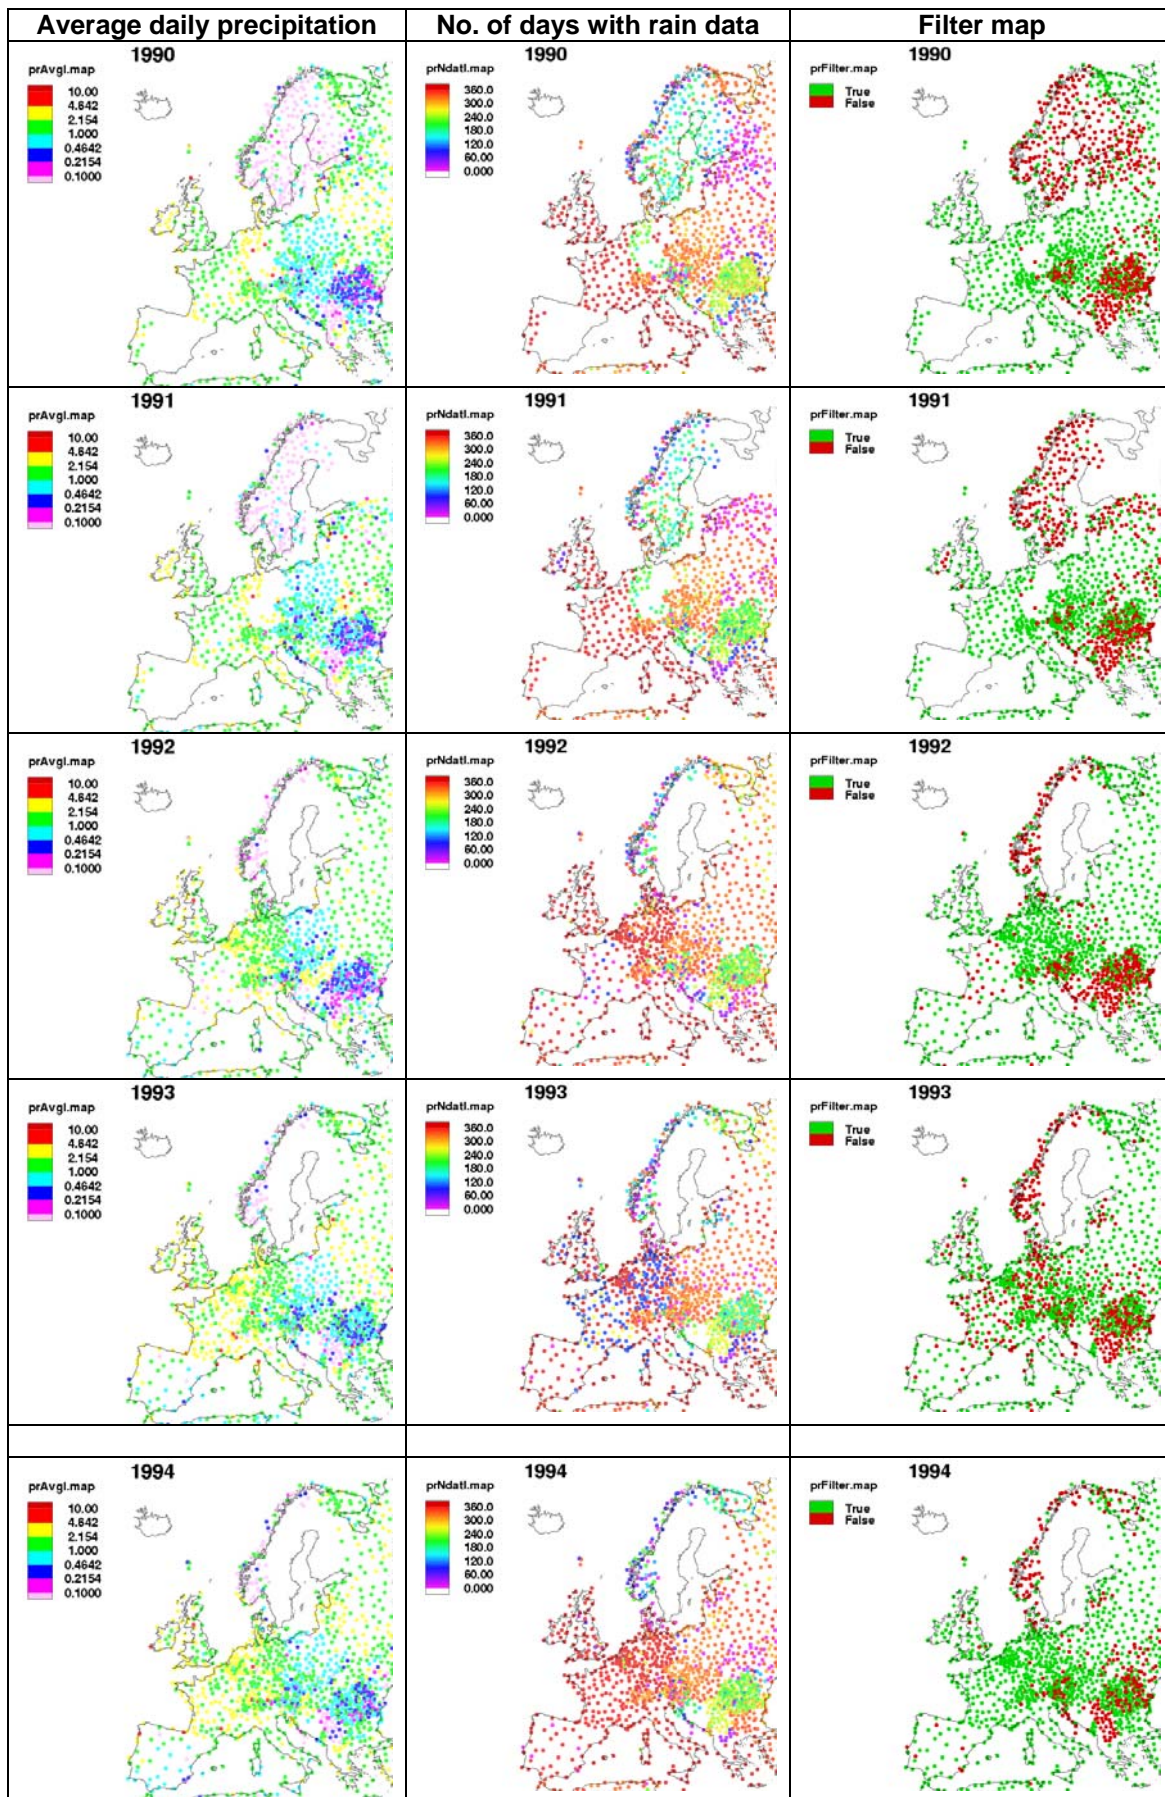 Average daily precipitation No. of days with rain data Filter map
1990 1990 1990
prAvgl.map prNdatl.map prFilter.map
10.00 360.0 True
4.642 300.0 False
2.154 240.0
1.000 180.0
0.4642 120.0
0.2154 60.00
0.1000 0.000
1991 1991 1991
prAvgl.map prNdatl.map prFilter.map
10.00 360.0 True
4.642 300.0 False
2.154 240.0
1.000 180.0
0.4642 120.0
0.2154 60.00
0.1000 0.000
1992 1992 1992
prAvgl.map prNdatl.map prFilter.map
10.00 360.0 True
4.642 300.0 False
2.154 240.0
1.000 180.0
0.4642 120.0
0.2154 60.00
0.1000 0.000
1993 1993 1993
prAvgl.map prNdatl.map prFilter.map
10.00 360.0 True
4.642 300.0 False
2.154 240.0
1.000 180.0
0.4642 120.0
0.2154 60.00
0.1000 0.000
1994 1994 1994
prAvgl.map prNdatl.map prFilter.map
10.00 360.0 True
4.642 300.0 False
2.154 240.0
1.000 180.0
0.4642 120.0
0.2154 60.00
0.1000 0.000